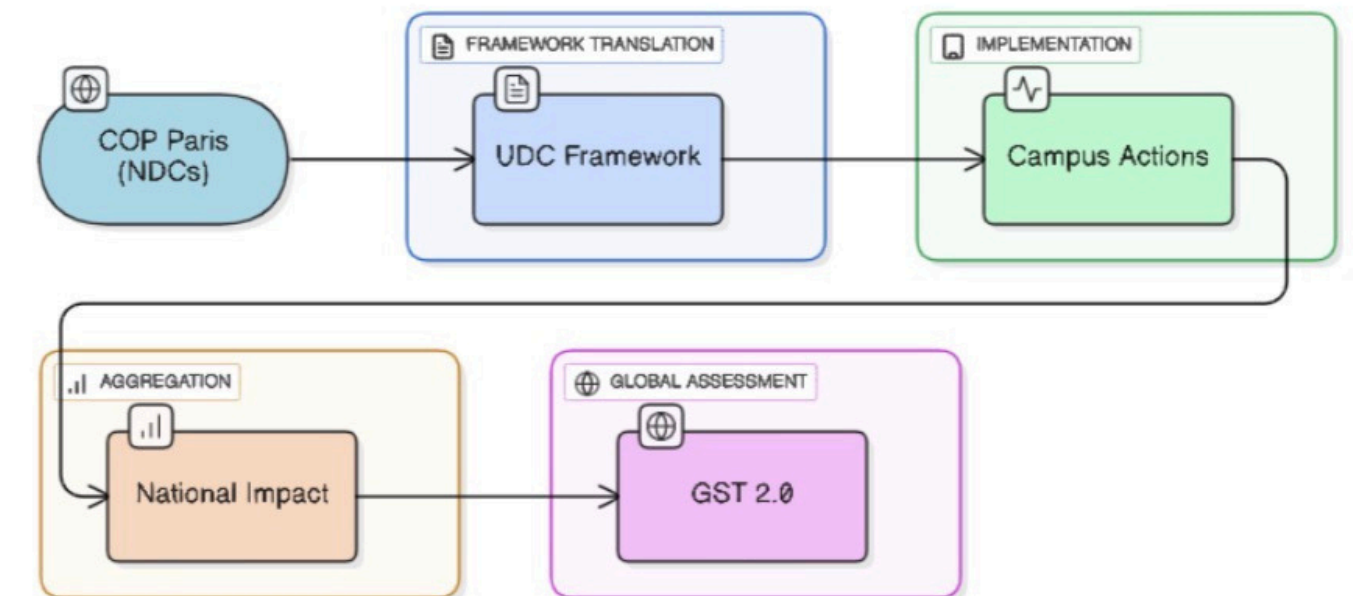 FRAMEWORK TRANSLATION
IMPLEMENTATION
COP Paris
(NDCs)
UDC Framework
Campus Actions
AGGREGATION
GLOBAL ASSESSMENT
National Impact
GST 2.0